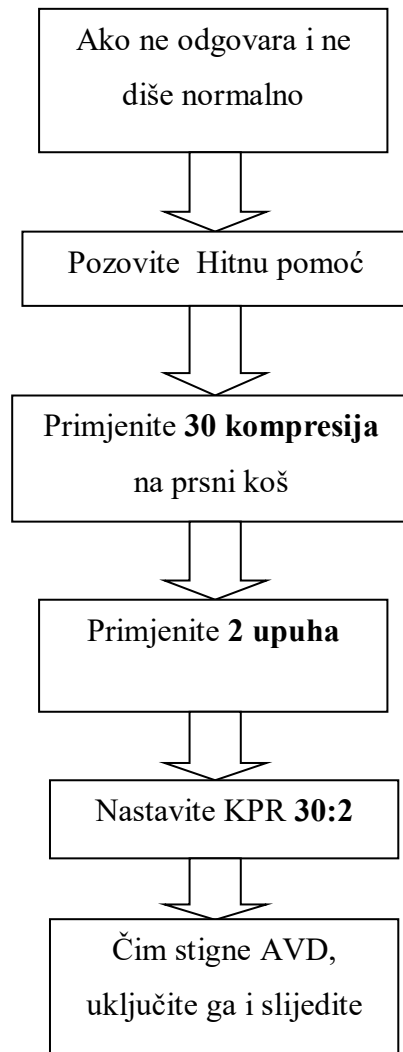 Ako ne odgovara i ne
diše normalno
Pozovite Hitnu pomoć
Primjenite 30 kompresija
na prsni koš
Primjenite 2 upuha
Nastavite KPR 30:2
Čim stigne AVD,
uključite ga i slijedite